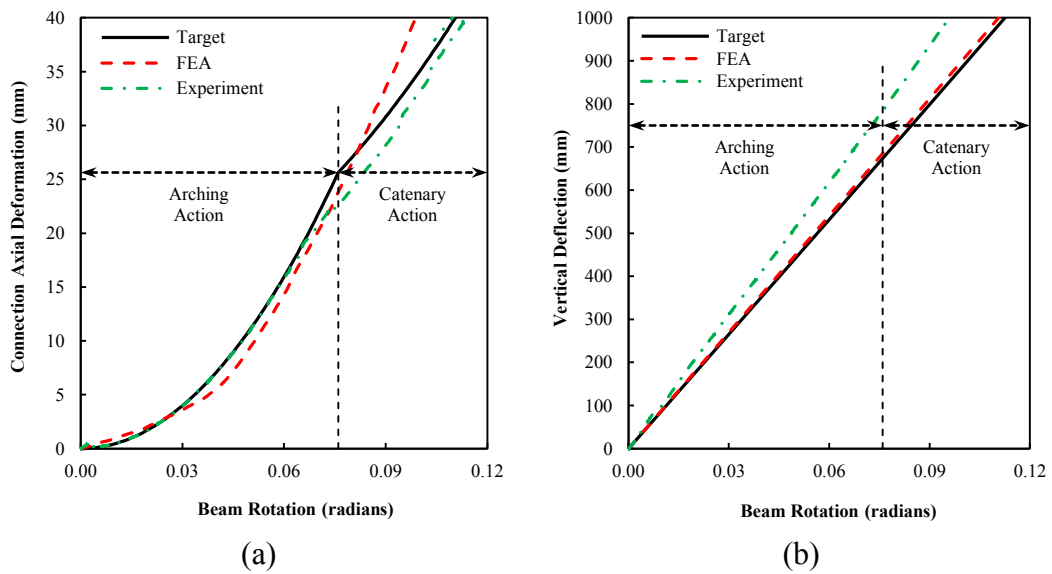 Connection Axial Deformation (mm)
40
35
30
25
20
15
10
5
0
Target
FEA
Experiment
Arching
Action
Catenary
Action
0.00
0.03
0.06
0.09
0.12
Beam Rotation (radians)
(a)
Vertical Deflection (mm)
1000
900
800
700
600
500
400
300
200
100
0
Target
FEA
Experiment
Arching
Action
Catenary
Action
0.00
0.03
0.06
0.09
0.12
Beam Rotation (radians)
(b)